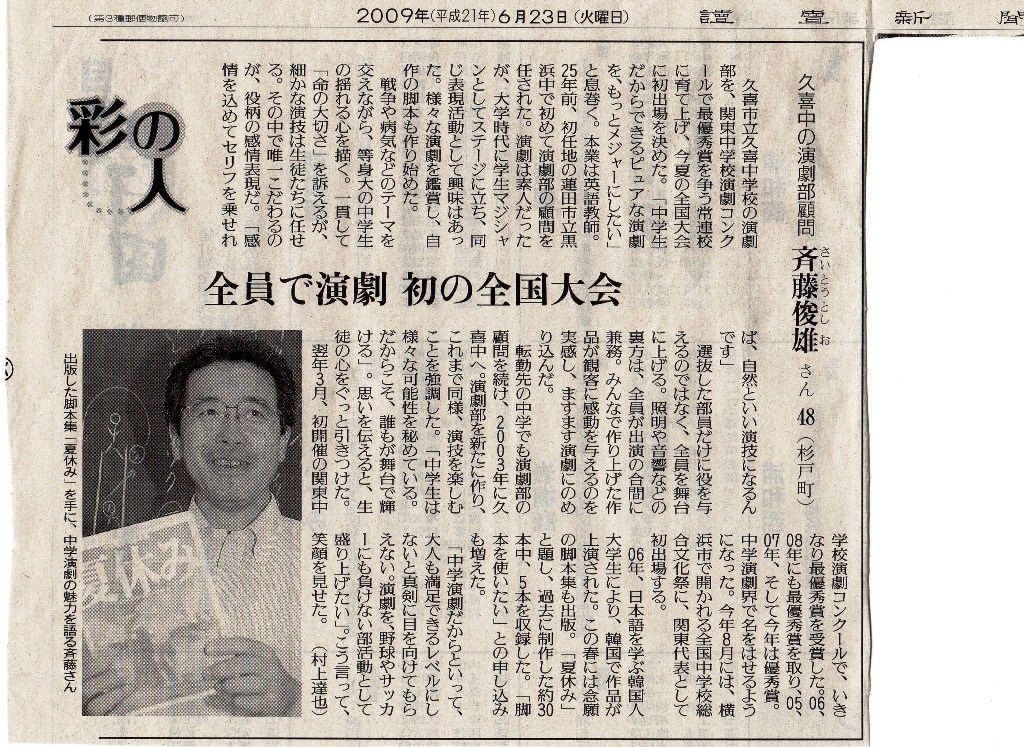 (第3種郵便物認可)
2009年(平成21年)6月23日(火曜日)
讀賣新聞
彩の人
久喜中の演劇部顧問
斉藤俊雄さん 48(杉戸町)
さいとうとしお
全員で演劇 初の全国大会
久喜市立久喜中学校の演劇
部を、関東中学校演劇コンク
ールで最優秀賞を争う常連校
に育て上げ、今夏の全国大会
に初出場を決めた。「中学生
だからできるピュアな演劇
を、もっとメジャーにしたい」
と息巻く。本業は英語教師。
25年前、初任地の蓮田市立黒
浜中で初めて演劇部の顧問を
任された。演劇は素人だった
が、大学時代に学生マジシャ
ンとしてステージに立ち、同
じ表現活動として興味はあっ
た。様々な演劇を鑑賞し、自
作の脚本も作り始めた。
戦争や病気などのテーマを
交えながら、等身大の中学生
の揺れる心を描く。一貫して
「命の大切さ」を訴えるが、
細かな演技は生徒たちに任せ
る。その中で唯一こだわるの
が、役柄の感情表現だ。「感
情を込めてセリフを乗せれ
ば、自然といい演技になるん
です」
選抜した部員だけに役を与
えるのではなく、全員を舞台
に上げる。照明や音響などの
裏方は、全員が出演の合間に
兼務。みんなで作り上げた作
品が観客に感動を与えるのを
実感し、ますます演劇にのめ
り込んだ。
転勤先の中学でも演劇部の
顧問を続け、2003年に久
喜中へ。演劇部を新たに作り、
これまで同様、演技を楽しむ
ことを強調した。「中学生は
様々な可能性を秘めている。
だからこそ、誰もが舞台で輝
ける」。思いを伝えると、生
徒の心をぐっと引きつけた。
翌年3月、初開催の関東中
学校演劇コンクールで、いき
なり最優秀賞を受賞した。06、
08年にも最優秀賞を取り、05、
07年、そして今年は優秀賞。
中学演劇界で名をはせるよう
になった。今年8月には、横
浜市で開かれる全国中学校総
合文化祭に、関東代表として
初出場する。
06年、日本語を学ぶ韓国人
大学生により、韓国で作品が
上演された。この春には念願
の脚本集も出版。「夏休み」
と題し、過去に制作した約30
本中、5本を収録した。「脚
本を使いたい」との申し込み
も増えた。
「中学演劇だからといって、
大人も満足できるレベルにし
ないと真剣に目を向けてもら
えない。演劇を、野球やサッカ
ーにも負けない部活動として
盛り上げたい」。こう言って、
笑顔を見せた。(村上達也)
出版した脚本集「夏休み」を手に、中学演劇の魅力を語る斉藤さん
夏休み